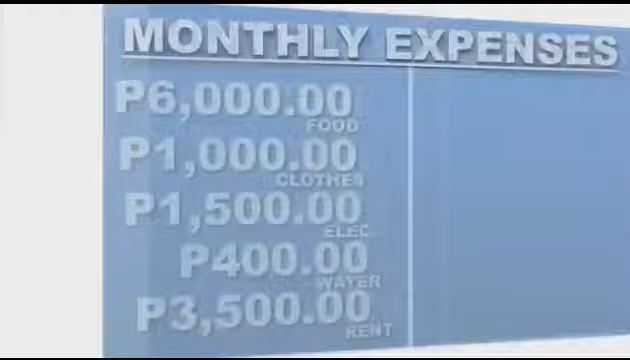 MONTHLY EXPENSES
P6,000.00
FOOD
P1,000.00
CLOTHES
P1,500.00
ELEC
P400.00
WATER
P3,500.00
RENT